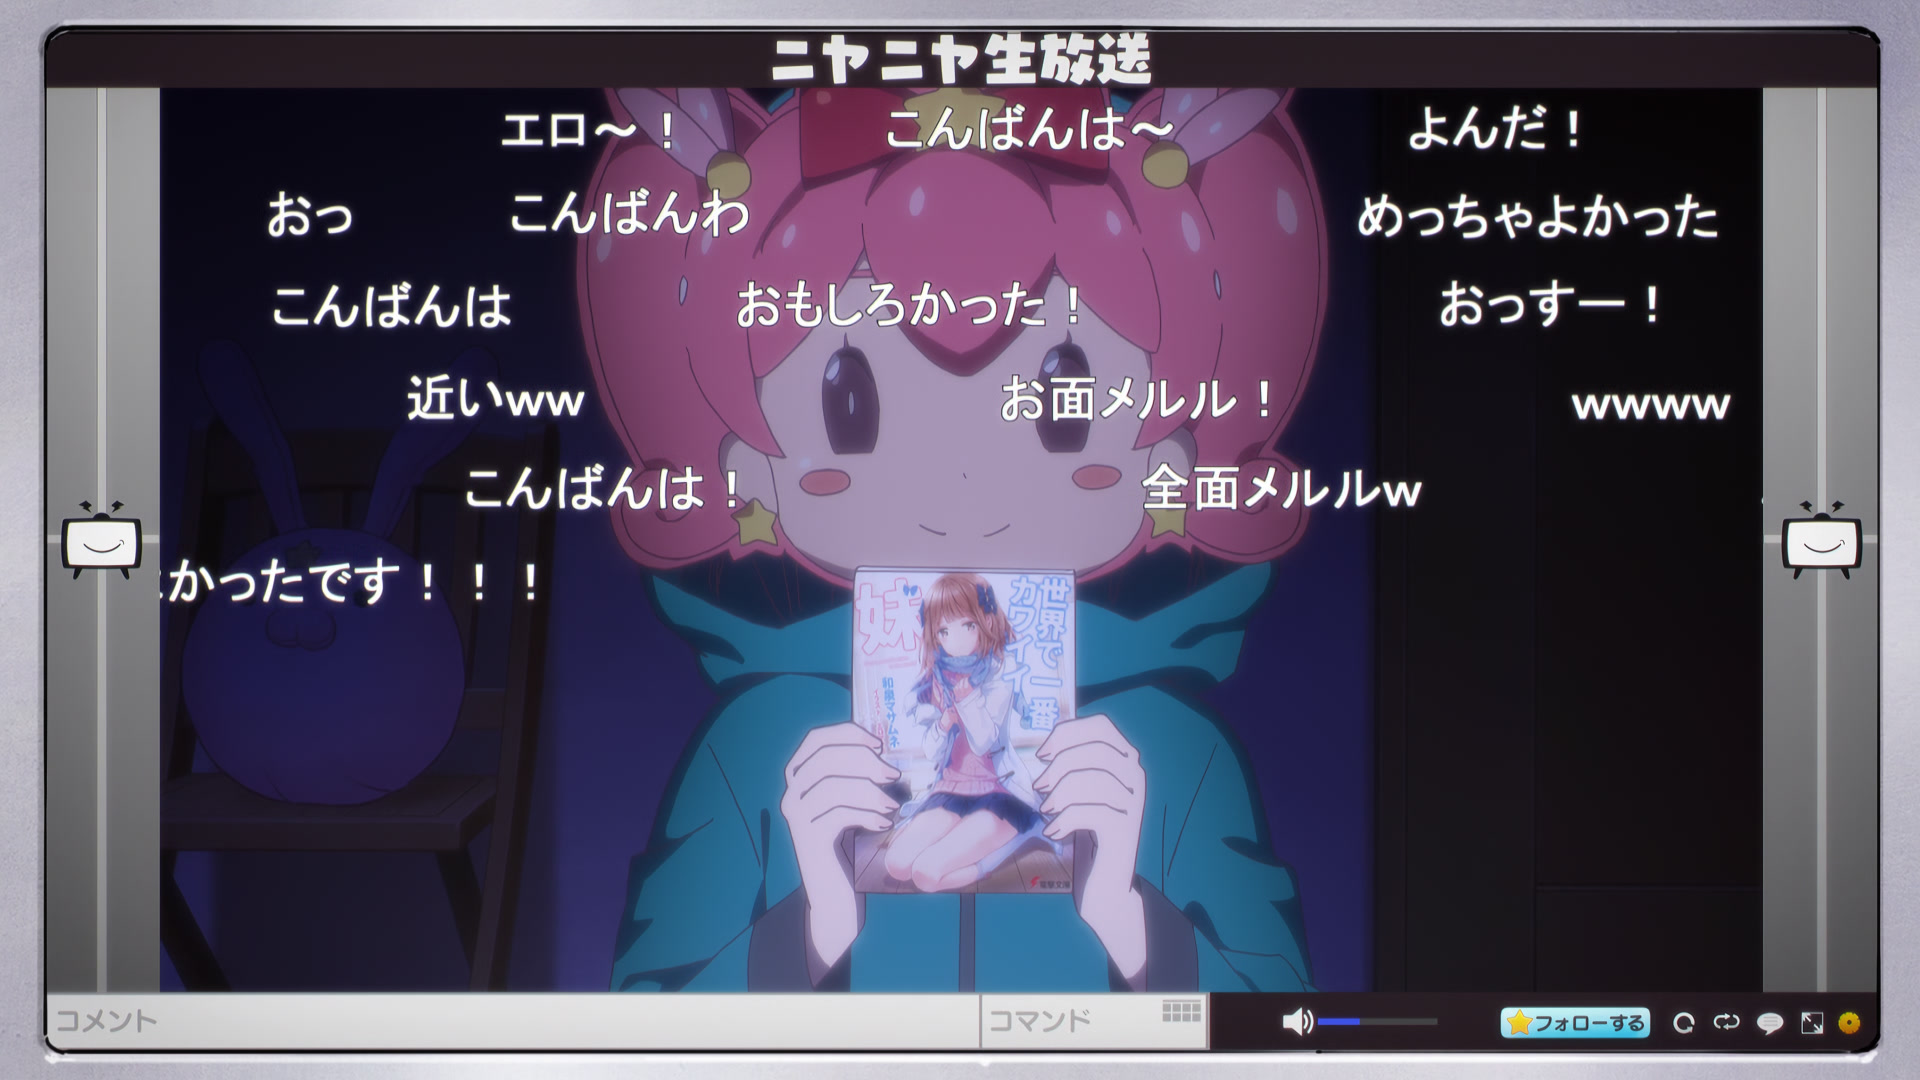 ニヤニヤ生放送
エロ～！
こんばんは～
よんだ！
おっ
こんばんわ
めっちゃよかった
こんばんは
おもしろかった！
おっすー！
近いww
お面メルル！
wwww
こんばんは！
全面メルルw
かったです！！！
世界で一番
カワイイ
妹
和泉マサムネ
イラスト
電撃文庫
コメント
コマンド
フォローする